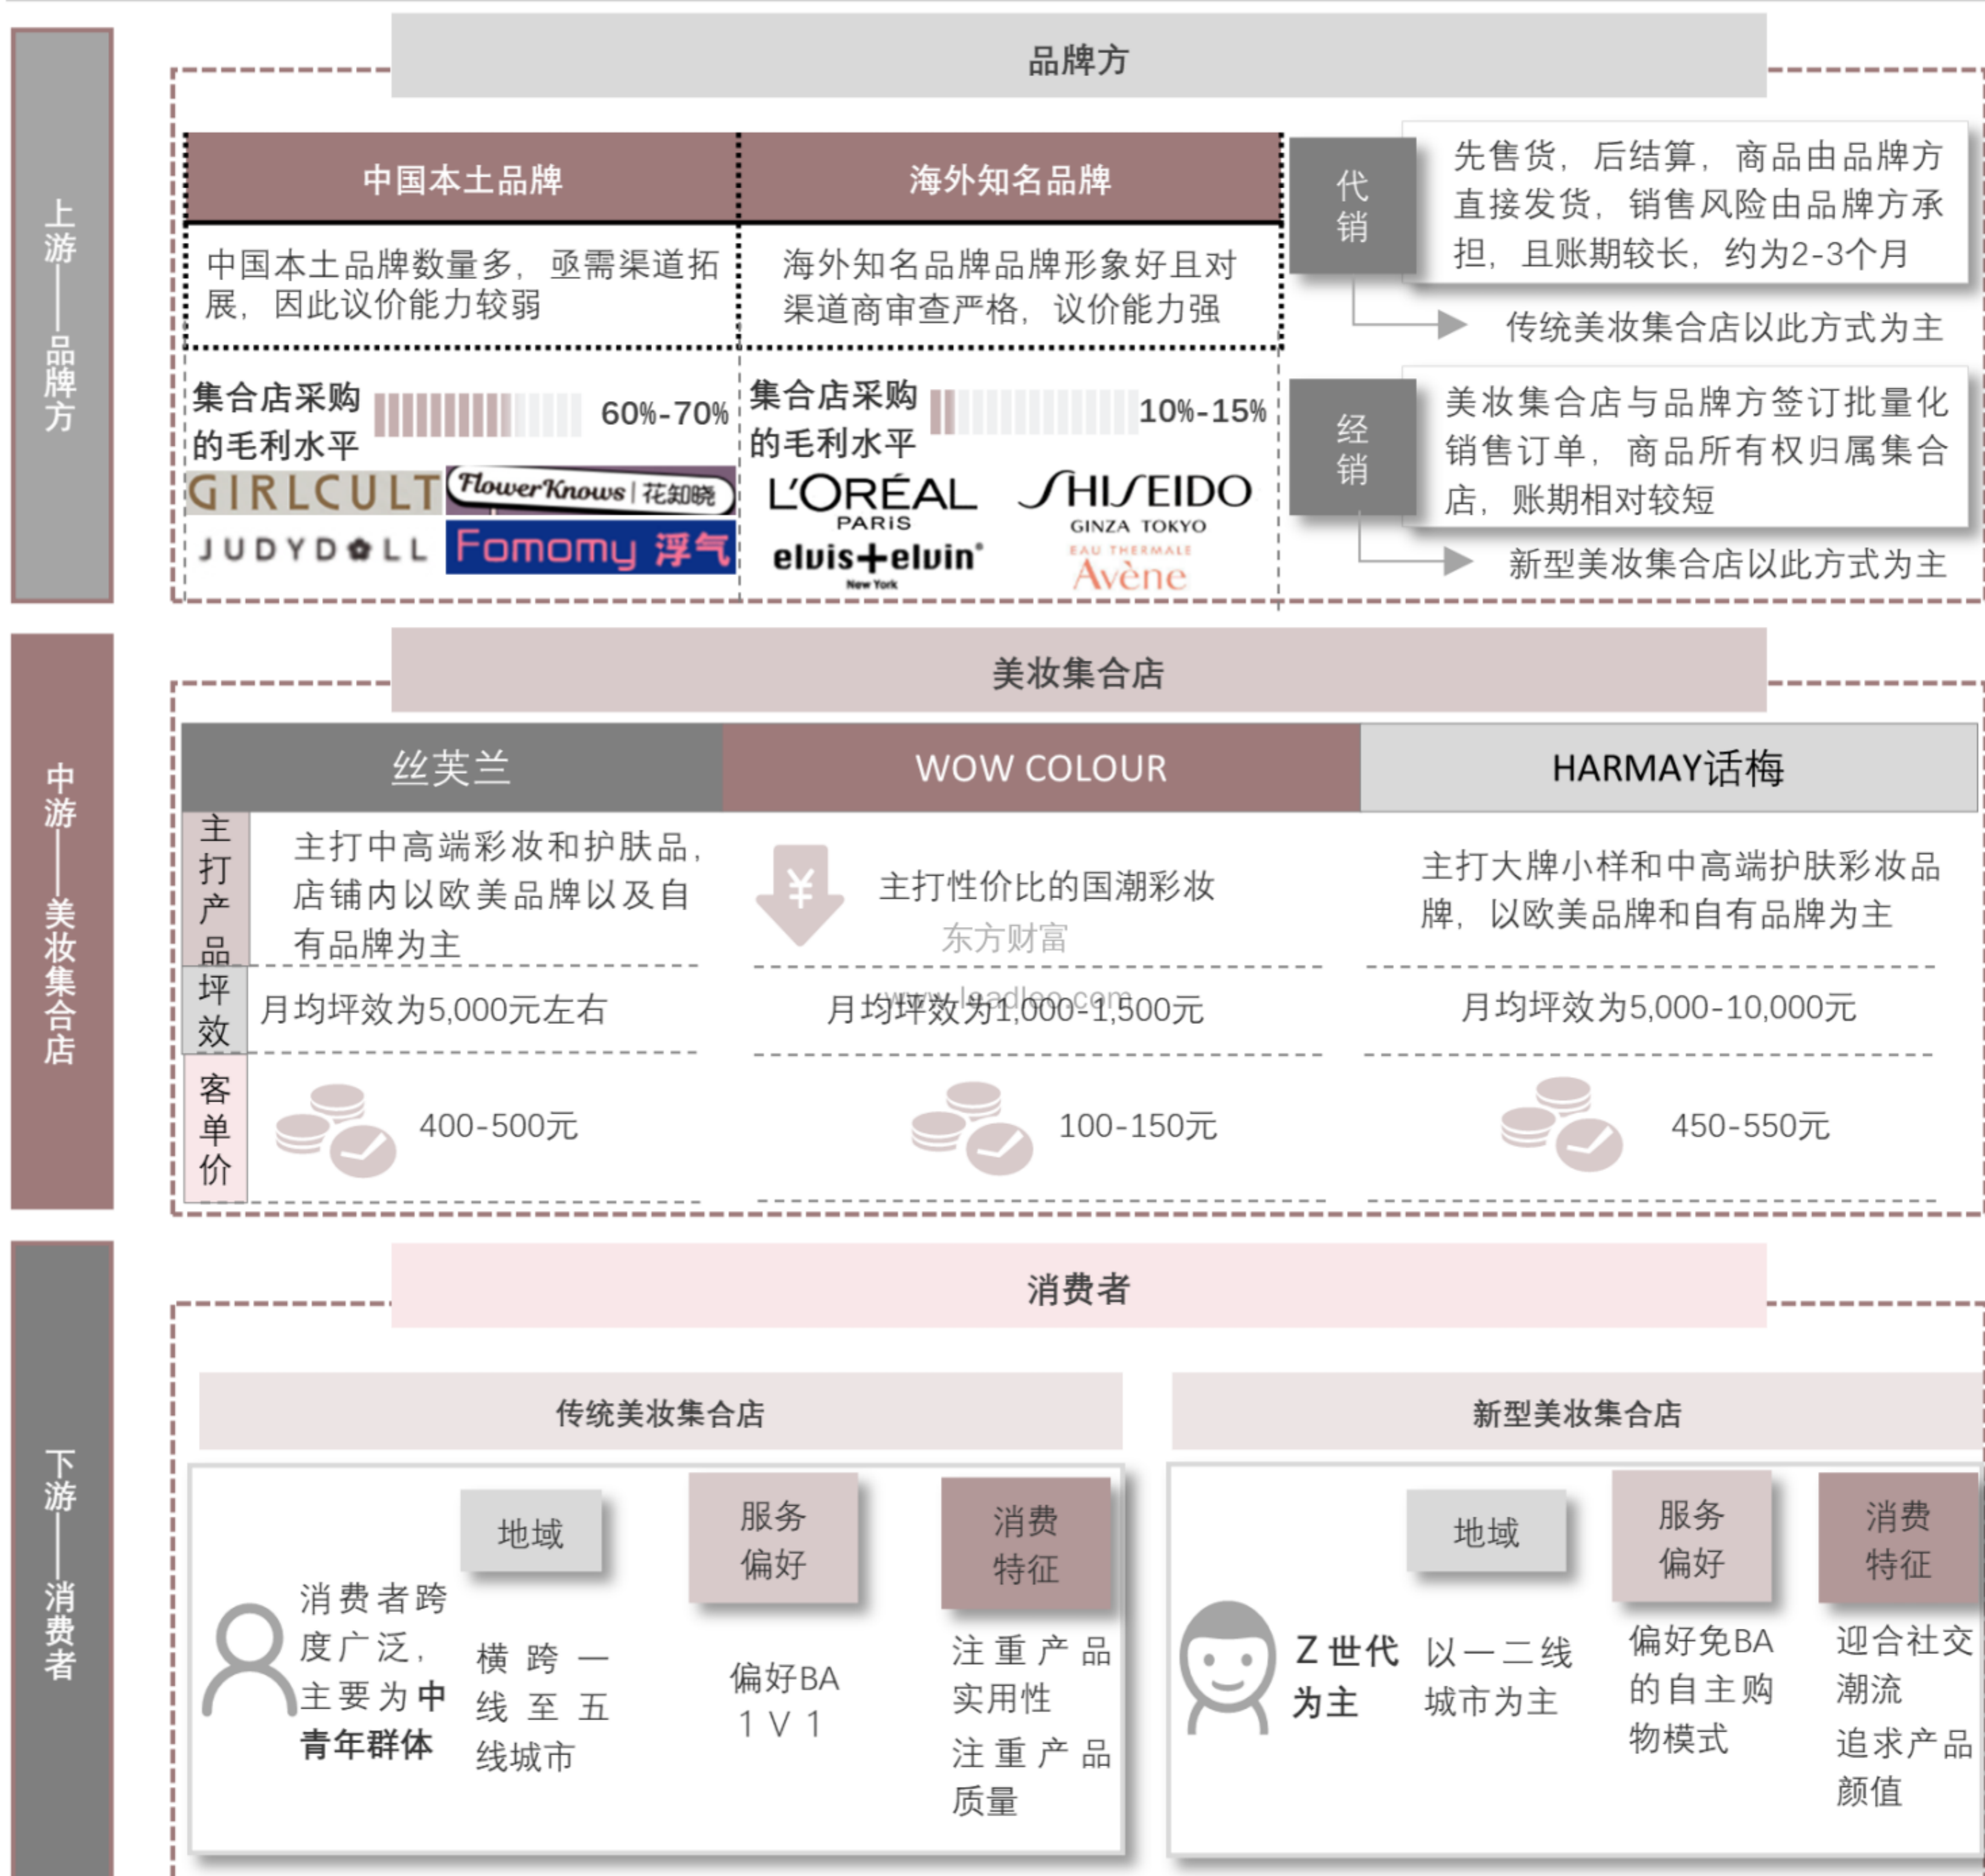 上游——品牌方
品牌方
中国本土品牌
海外知名品牌
中国本土品牌数量多，亟需渠道拓
展，因此议价能力较弱
海外知名品牌品牌形象好且对
渠道商审查严格，议价能力强
集合店采购
的毛利水平
60%-70%
集合店采购
的毛利水平
10%-15%
GIRLCULT
FlowerKnows|花知晓
JUDYDOLL
Fomomy 浮气
L'ORÉAL
PARIS
SHISEIDO
GINZA TOKYO
elvis+elvin®
New York
EAU THERMALE
Avène
代销
先售货，后结算，商品由品牌方
直接发货，销售风险由品牌方承
担，且账期较长，约为2-3个月
传统美妆集合店以此方式为主
经销
美妆集合店与品牌方签订批量化
销售订单，商品所有权归属集合
店，账期相对较短
新型美妆集合店以此方式为主
中游——美妆集合店
美妆集合店
丝芙兰
WOW COLOUR
HARMAY话梅
主打产品
主打中高端彩妆和护肤品，
店铺内以欧美品牌以及自
有品牌为主
¥
主打性价比的国潮彩妆
东方财富
主打大牌小样和中高端护肤彩妆品
牌，以欧美品牌和自有品牌为主
坪效
月均坪效为5,000元左右
www.leadleo.com
月均坪效为1,000-1,500元
月均坪效为5,000-10,000元
客单价
400-500元
100-150元
450-550元
下游——消费者
消费者
传统美妆集合店
消费者跨
度广泛，
主要为中
青年群体
地域
横跨一
线至五
线城市
服务
偏好
偏好BA
1V1
消费
特征
注重产品
实用性
注重产品
质量
新型美妆集合店
Z世代
为主
地域
以一二线
城市为主
服务
偏好
偏好免BA
的自主购
物模式
消费
特征
迎合社交
潮流
追求产品
颜值